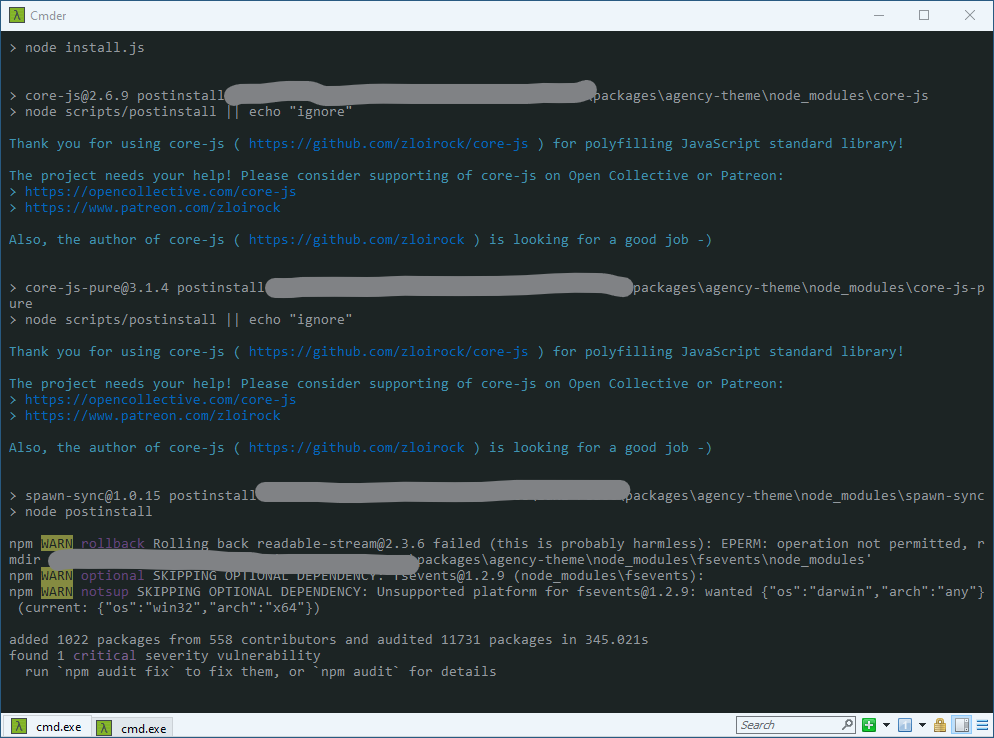 λ Cmder
> node install.js
> core-js@2.6.9 postinstall packages\agency-theme\node_modules\core-js
> node scripts/postinstall || echo "ignore"
Thank you for using core-js ( https://github.com/zloirock/core-js ) for polyfilling JavaScript standard library!
The project needs your help! Please consider supporting of core-js on Open Collective or Patreon:
> https://opencollective.com/core-js
> https://www.patreon.com/zloirock
Also, the author of core-js ( https://github.com/zloirock ) is looking for a good job -)
> core-js-pure@3.1.4 postinstall packages\agency-theme\node_modules\core-js-p
ure
> node scripts/postinstall || echo "ignore"
Thank you for using core-js ( https://github.com/zloirock/core-js ) for polyfilling JavaScript standard library!
The project needs your help! Please consider supporting of core-js on Open Collective or Patreon:
> https://opencollective.com/core-js
> https://www.patreon.com/zloirock
Also, the author of core-js ( https://github.com/zloirock ) is looking for a good job -)
> spawn-sync@1.0.15 postinstall packages\agency-theme\node_modules\spawn-sync
> node postinstall
npm WARN rollback Rolling back readable-stream@2.3.6 failed (this is probably harmless): EPERM: operation not permitted, r
mdir packages\agency-theme\node_modules\fsevents\node_modules'
npm WARN optional SKIPPING OPTIONAL DEPENDENCY: fsevents@1.2.9 (node_modules\fsevents):
npm WARN notsup SKIPPING OPTIONAL DEPENDENCY: Unsupported platform for fsevents@1.2.9: wanted {"os":"darwin","arch":"any"}
(current: {"os":"win32","arch":"x64"})
added 1022 packages from 558 contributors and audited 11731 packages in 345.021s
found 1 critical severity vulnerability
run `npm audit fix` to fix them, or `npm audit` for details
λ cmd.exe λ cmd.exe Search